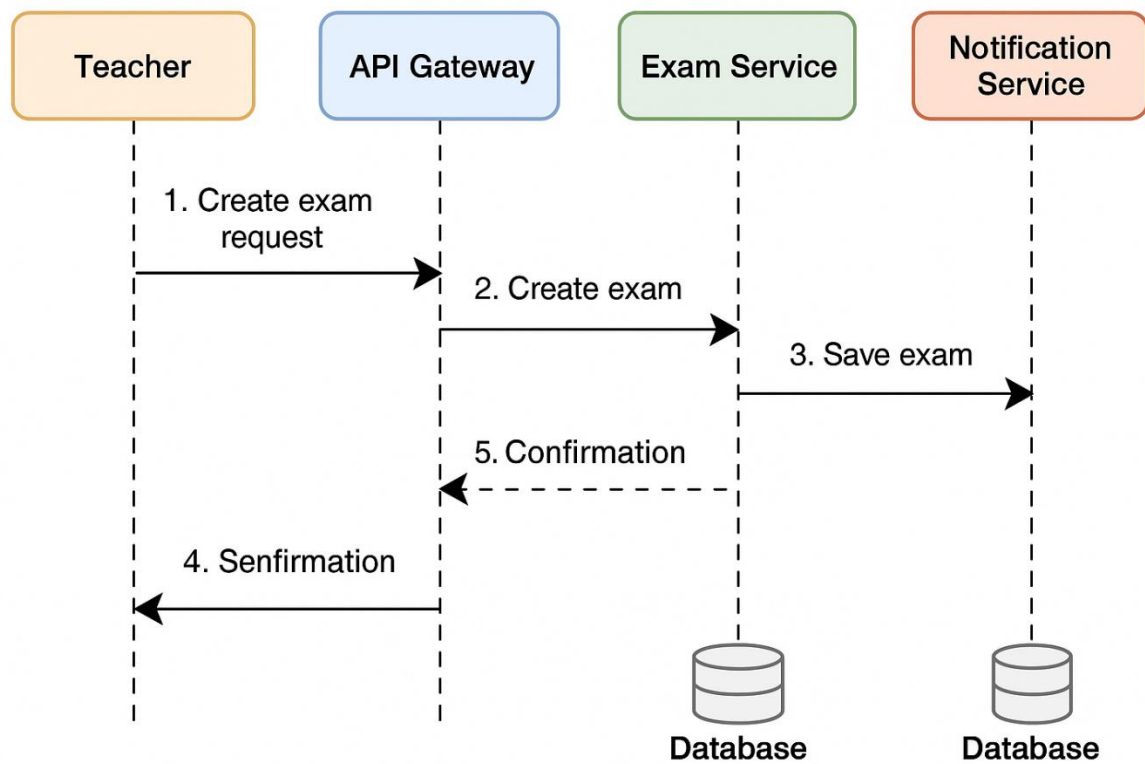 Teacher
API Gateway
Exam Service
Notification
Service
1. Create exam
request
2. Create exam
3. Save exam
5. Confirmation
4. Senfirmation
Database
Database